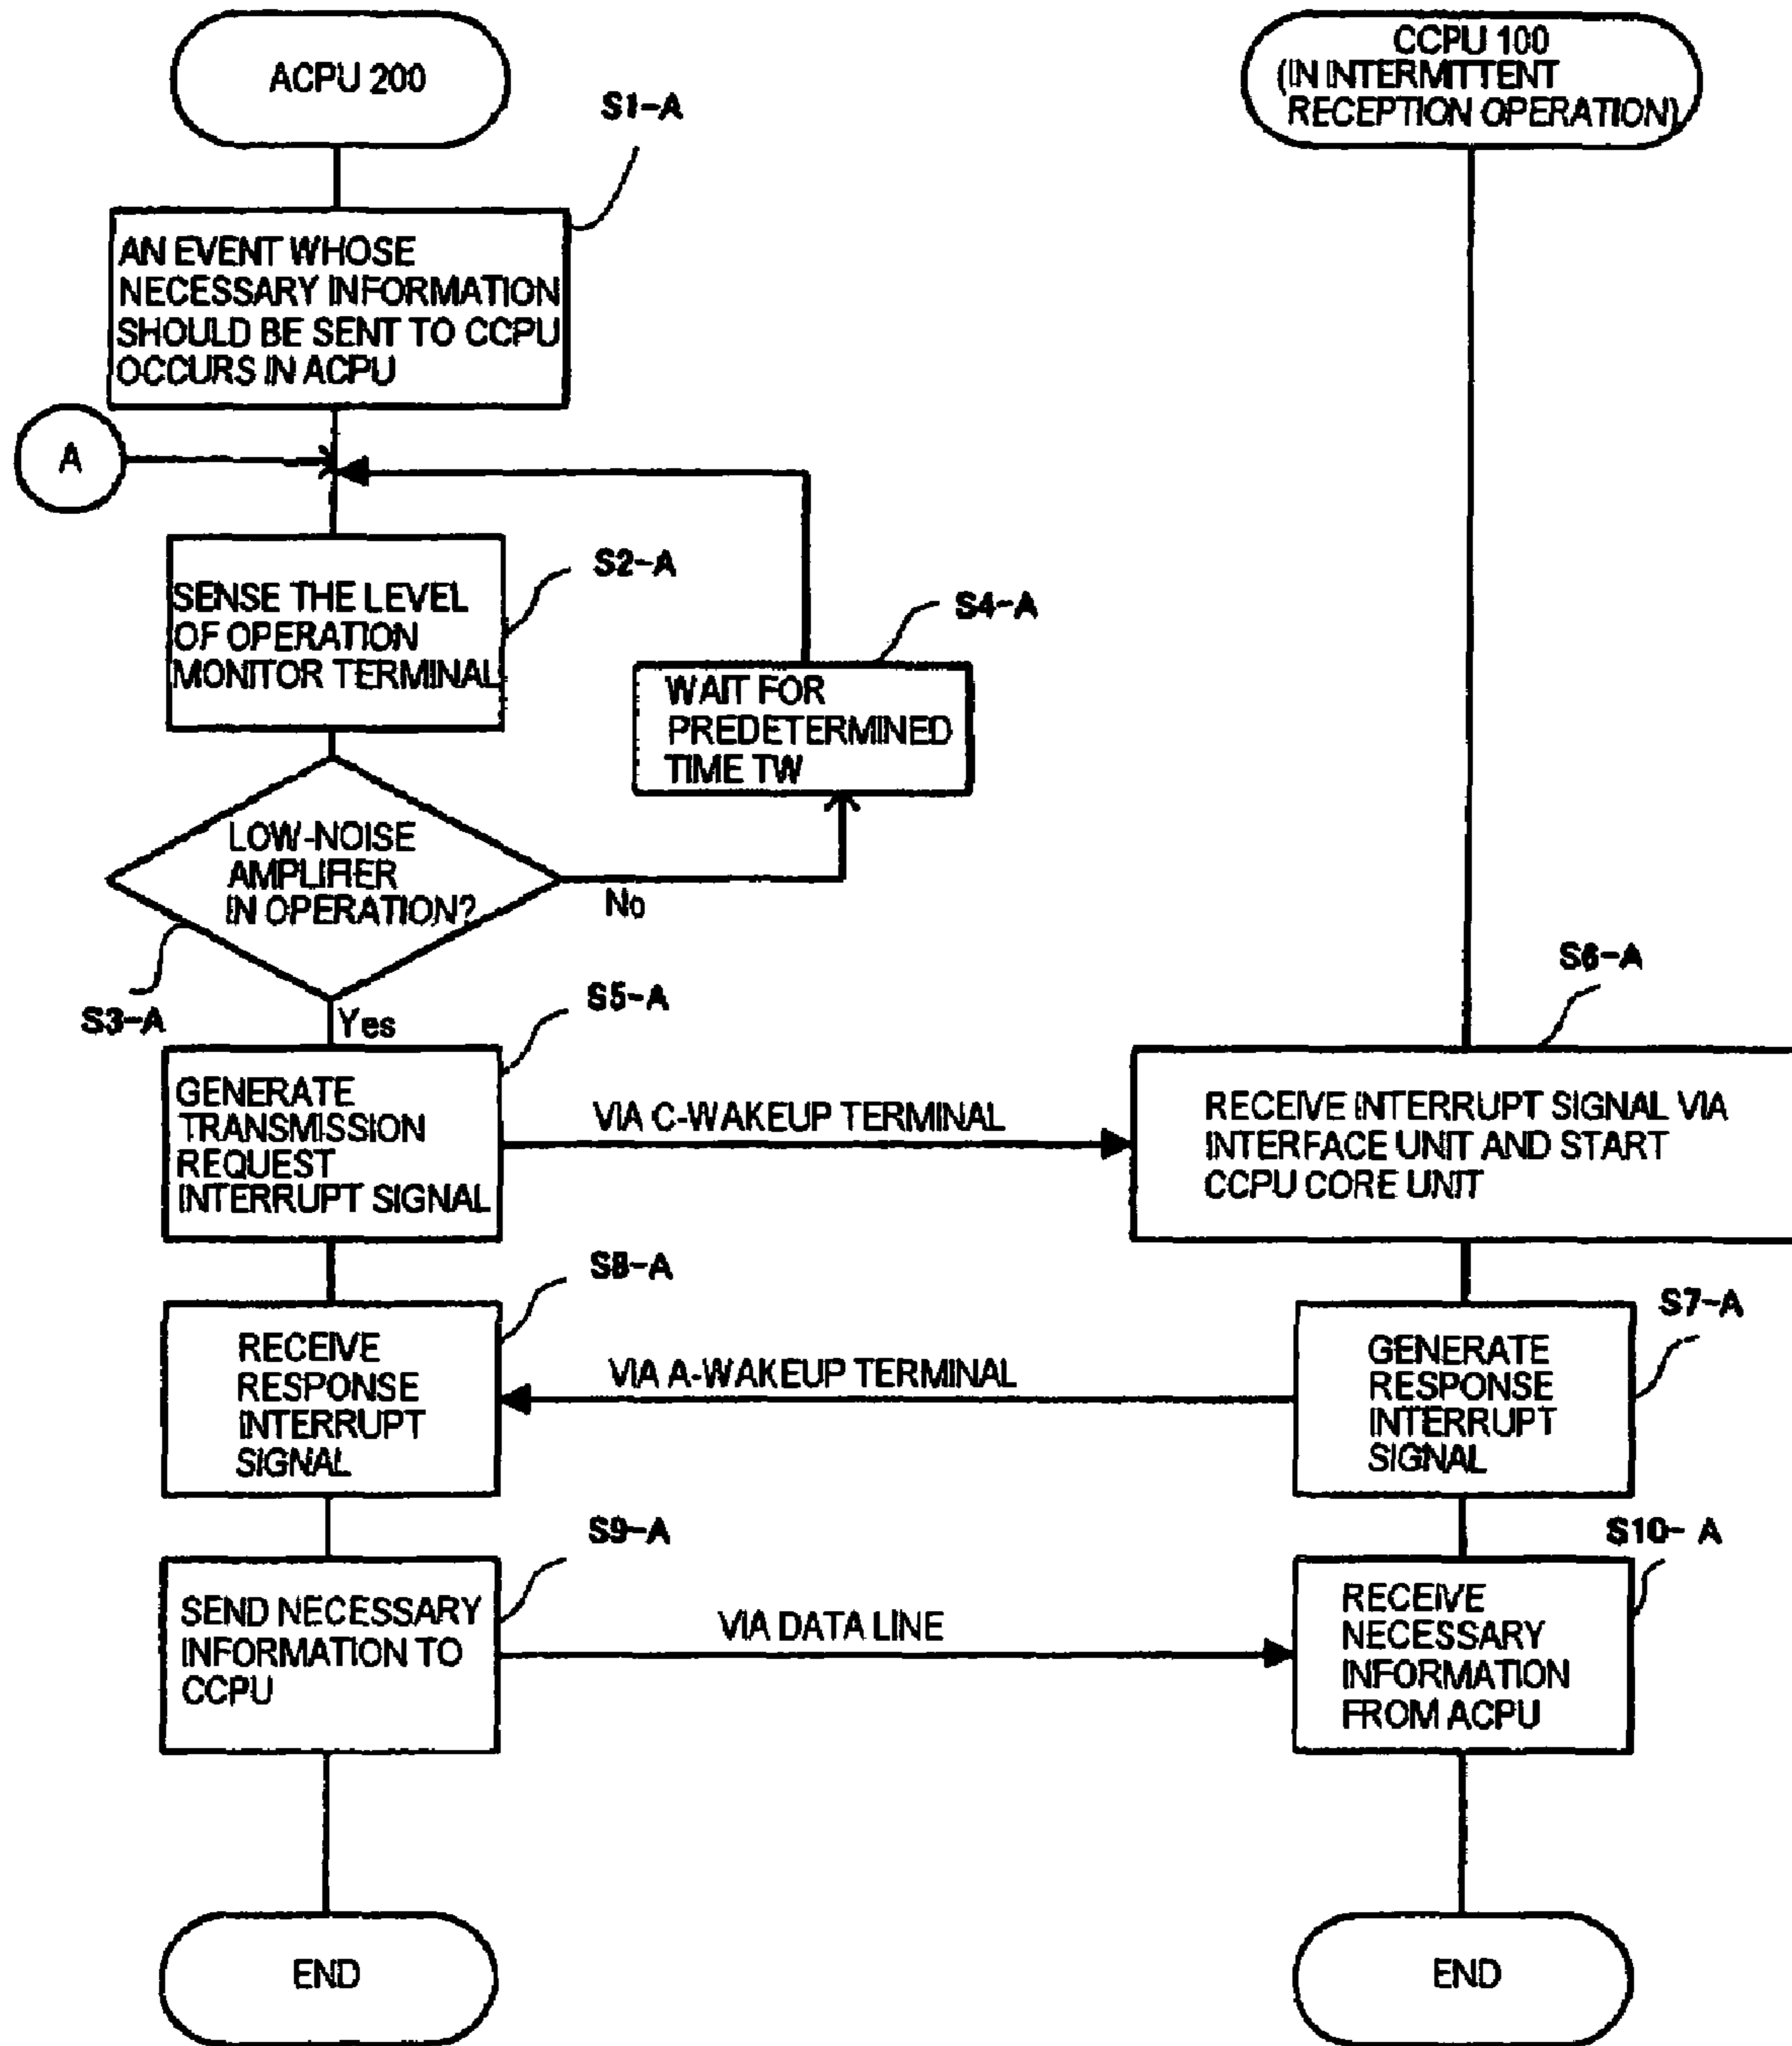 ACPU 200
CCPU 100
(IN INTERMITTENT
RECEPTION OPERATION)
S1-A
AN EVENT WHOSE
NECESSARY INFORMATION
SHOULD BE SENT TO CCPU
OCCURS IN ACPU
A
S2-A
SENSE THE LEVEL
OF OPERATION
MONITOR TERMINAL
S4-A
WAIT FOR
PREDETERMINED
TIME TW
LOW-NOISE
AMPLIFIER
IN OPERATION?
No
S3-A
Yes
S5-A
S6-A
GENERATE
TRANSMISSION
REQUEST
INTERRUPT SIGNAL
VIA C-WAKEUP TERMINAL
RECEIVE INTERRUPT SIGNAL VIA
INTERFACE UNIT AND START
CCPU CORE UNIT
S8-A
S7-A
RECEIVE
RESPONSE
INTERRUPT
SIGNAL
VIA A-WAKEUP TERMINAL
GENERATE
RESPONSE
INTERRUPT
SIGNAL
S9-A
S10- A
SEND NECESSARY
INFORMATION TO
CCPU
VIA DATA LINE
RECEIVE
NECESSARY
INFORMATION
FROM ACPU
END
END